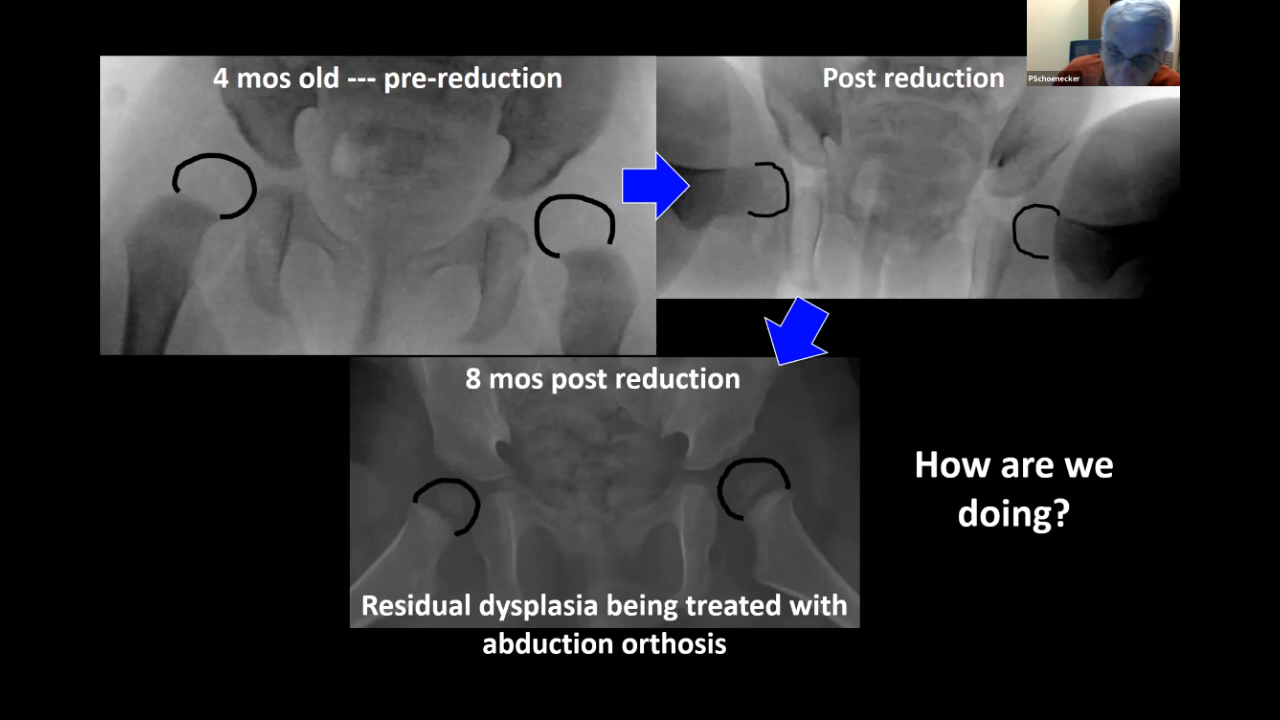 4 mos old --- pre-reduction
Post reduction
PSchoenecker
8 mos post reduction
How are we
doing?
Residual dysplasia being treated with
abduction orthosis